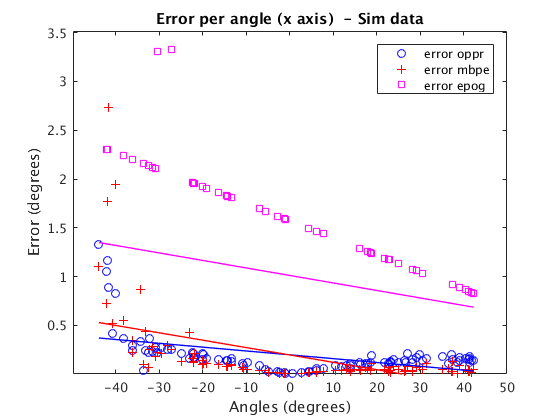 Error per angle (x axis) - Sim data
error oppr
error mbpe
error epog
3.5
3
2.5
2
1.5
1
0.5
Error (degrees)
-40 -30 -20 -10 0 10 20 30 40 50
Angles (degrees)